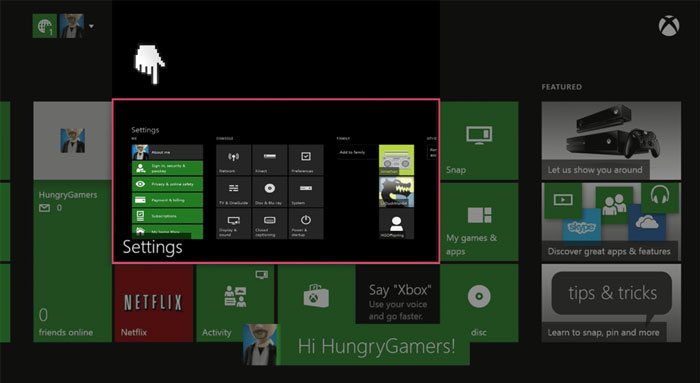 1
FEATURED
Settings
ME
CONSOLE
FAMILY
About me
Sign in, security & passkey
Privacy & online safety
Payment & billing
Subscriptions
Network
Kinect
Preferences
TV & OneGuide
Disc & Blu-ray
System
Display & sound
Closed captioning
Power & startup
Add to family
HGOffspring
Settings
HungryGamers
0
0
friends online
Netflix
NETFLIX
Activity
Say "Xbox"
Use your voice
and go faster.
Snap
My games &
apps
disc
Let us show you around
skype
Discover great apps & features
tips & tricks
Learn to snap, pin and more
Hi HungryGamers!